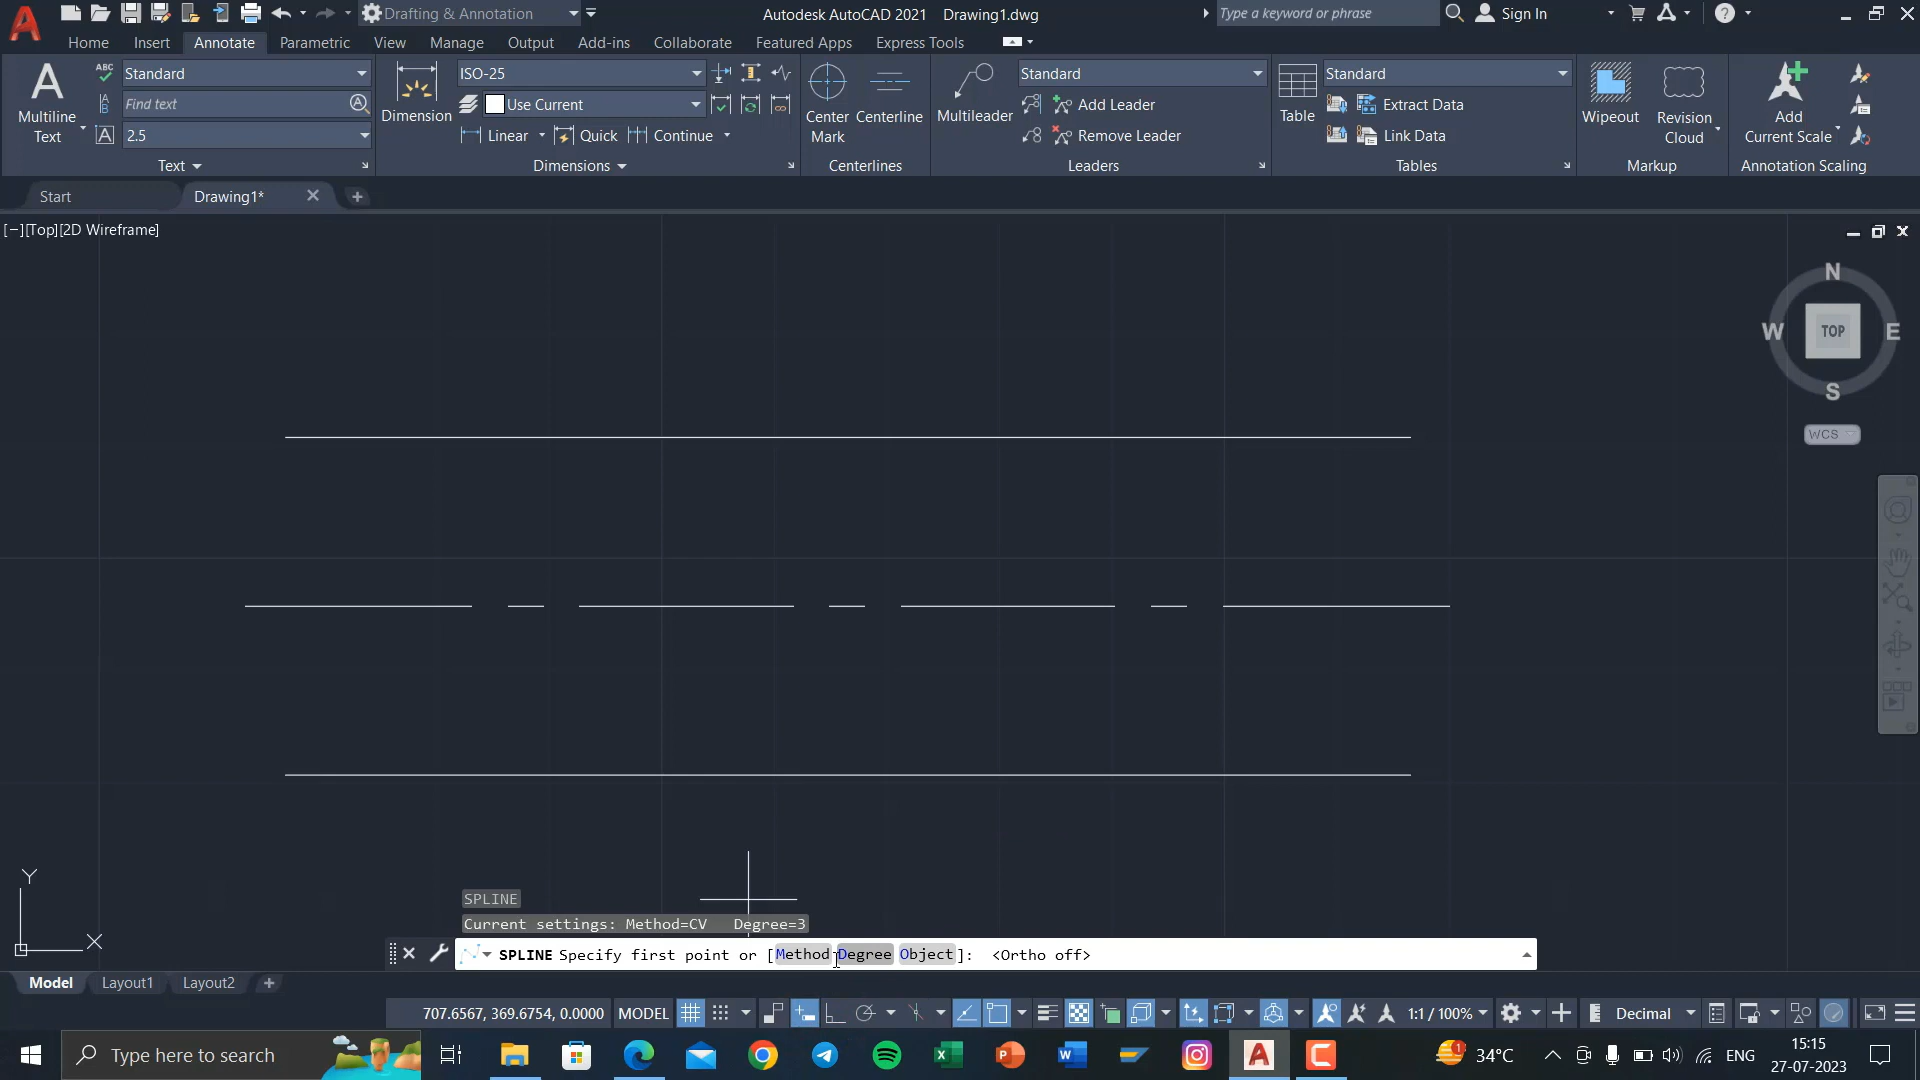 Drafting & Annotation
Autodesk AutoCAD 2021 Drawing1.dwg
Type a keyword or phrase
Sign In
Home Insert Annotate Parametric View Manage Output Add-ins Collaborate Featured Apps Express Tools
Multiline Text
ABC
Standard
Find text
2.5
Text
Dimension
ISO-25
Use Current
Linear Quick Continue
Dimensions
Center Mark
Centerline
Centerlines
Multileader
Standard
Add Leader
Remove Leader
Leaders
Table
Standard
Extract Data
Link Data
Tables
Wipeout
Revision Cloud
Markup
Add Current Scale
Annotation Scaling
Start Drawing1*
[−][Top][2D Wireframe]
N
W TOP E
S
WCS
Y
X
SPLINE
Current settings: Method=CV Degree=3
SPLINE Specify first point or [Method Degree Object]: <Ortho off>
Model Layout1 Layout2
707.6567, 369.6754, 0.0000 MODEL 1:1 / 100% Decimal
Type here to search
34°C
ENG
15:15
27-07-2023